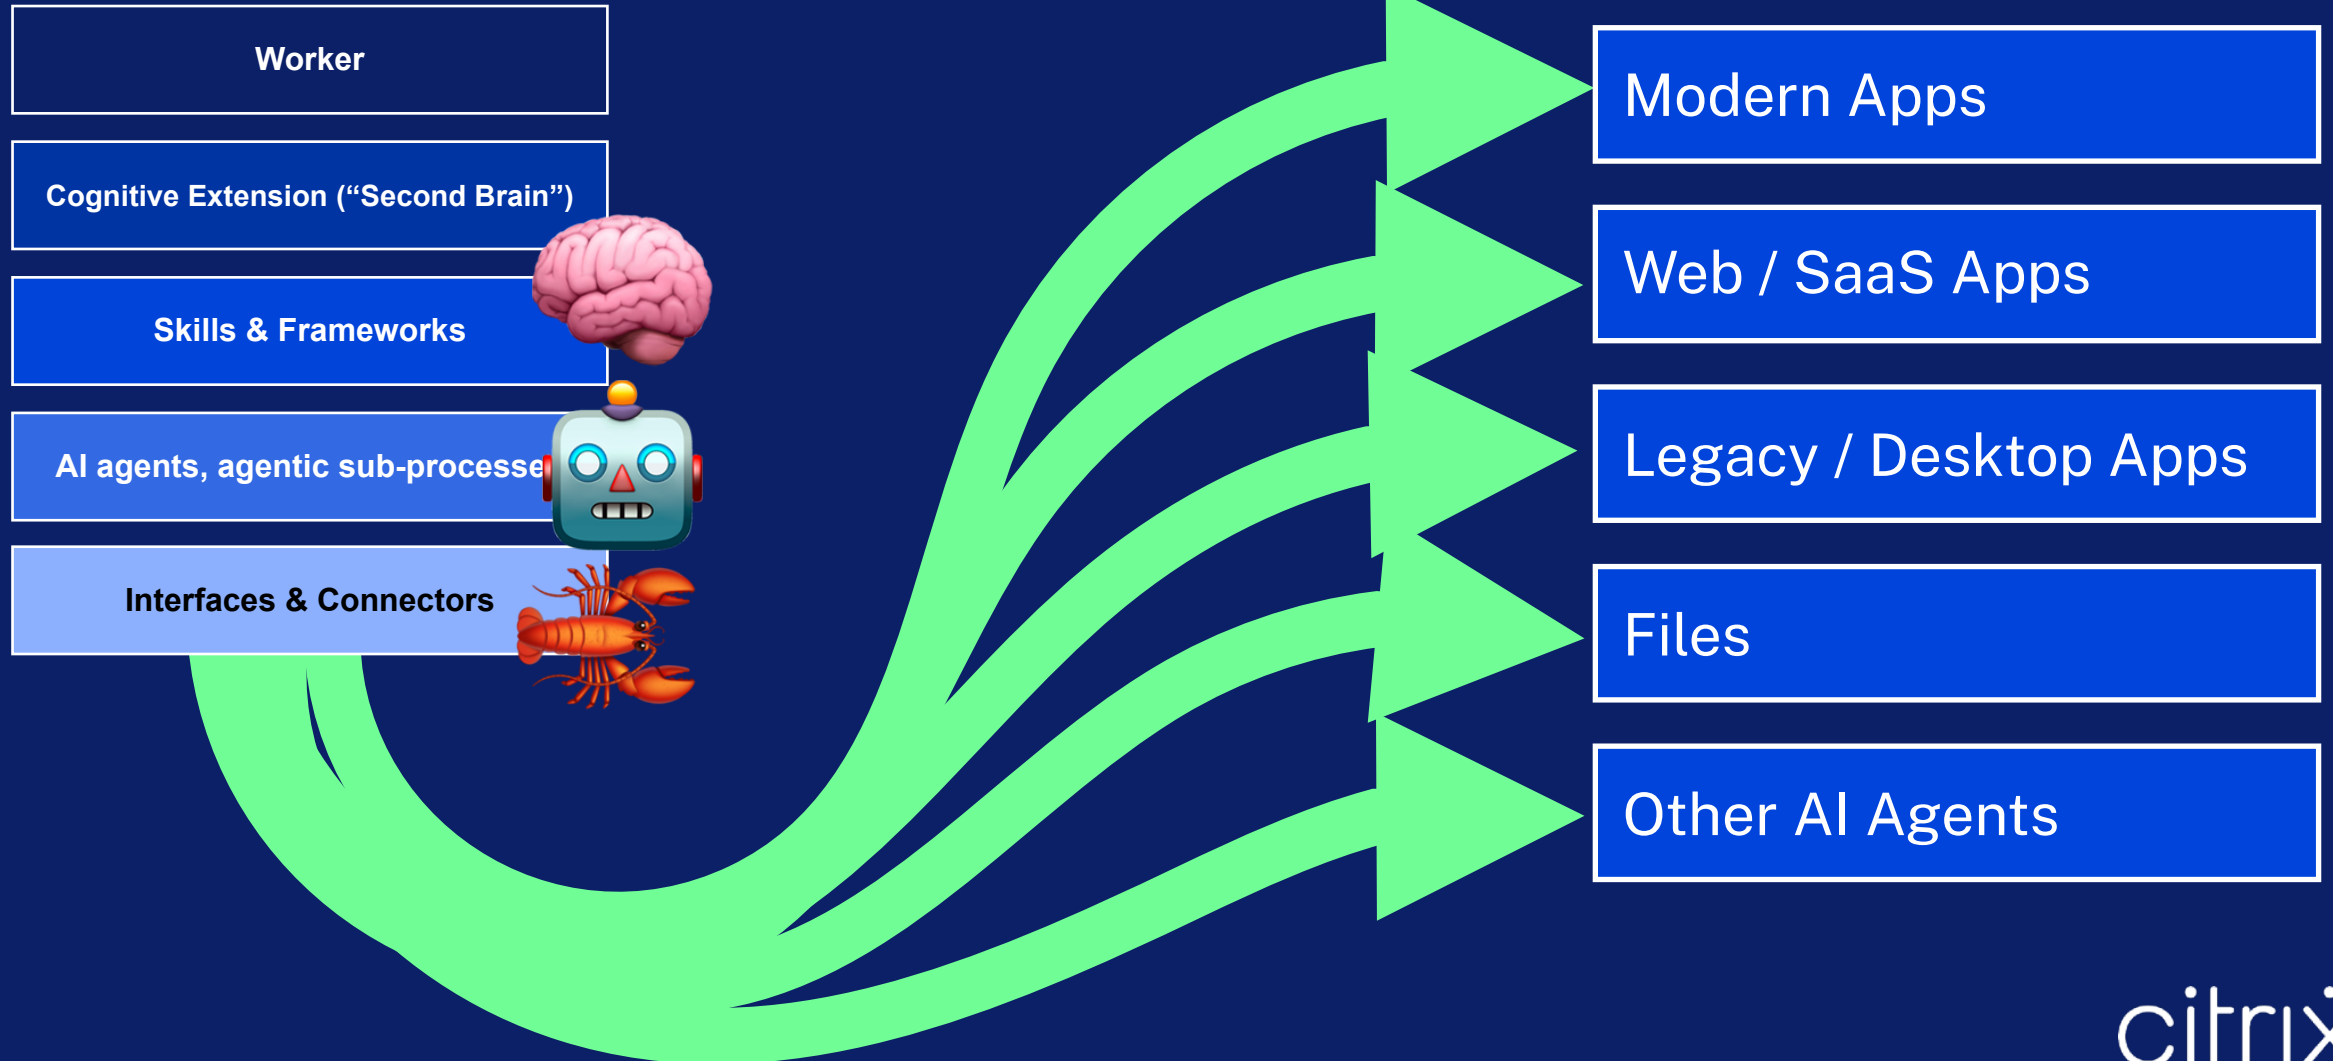 Worker
Cognitive Extension (“Second Brain”)
Skills & Frameworks
AI agents, agentic sub-processe
Interfaces & Connectors
Modern Apps
Web / SaaS Apps
Legacy / Desktop Apps
Files
Other AI Agents
citrix